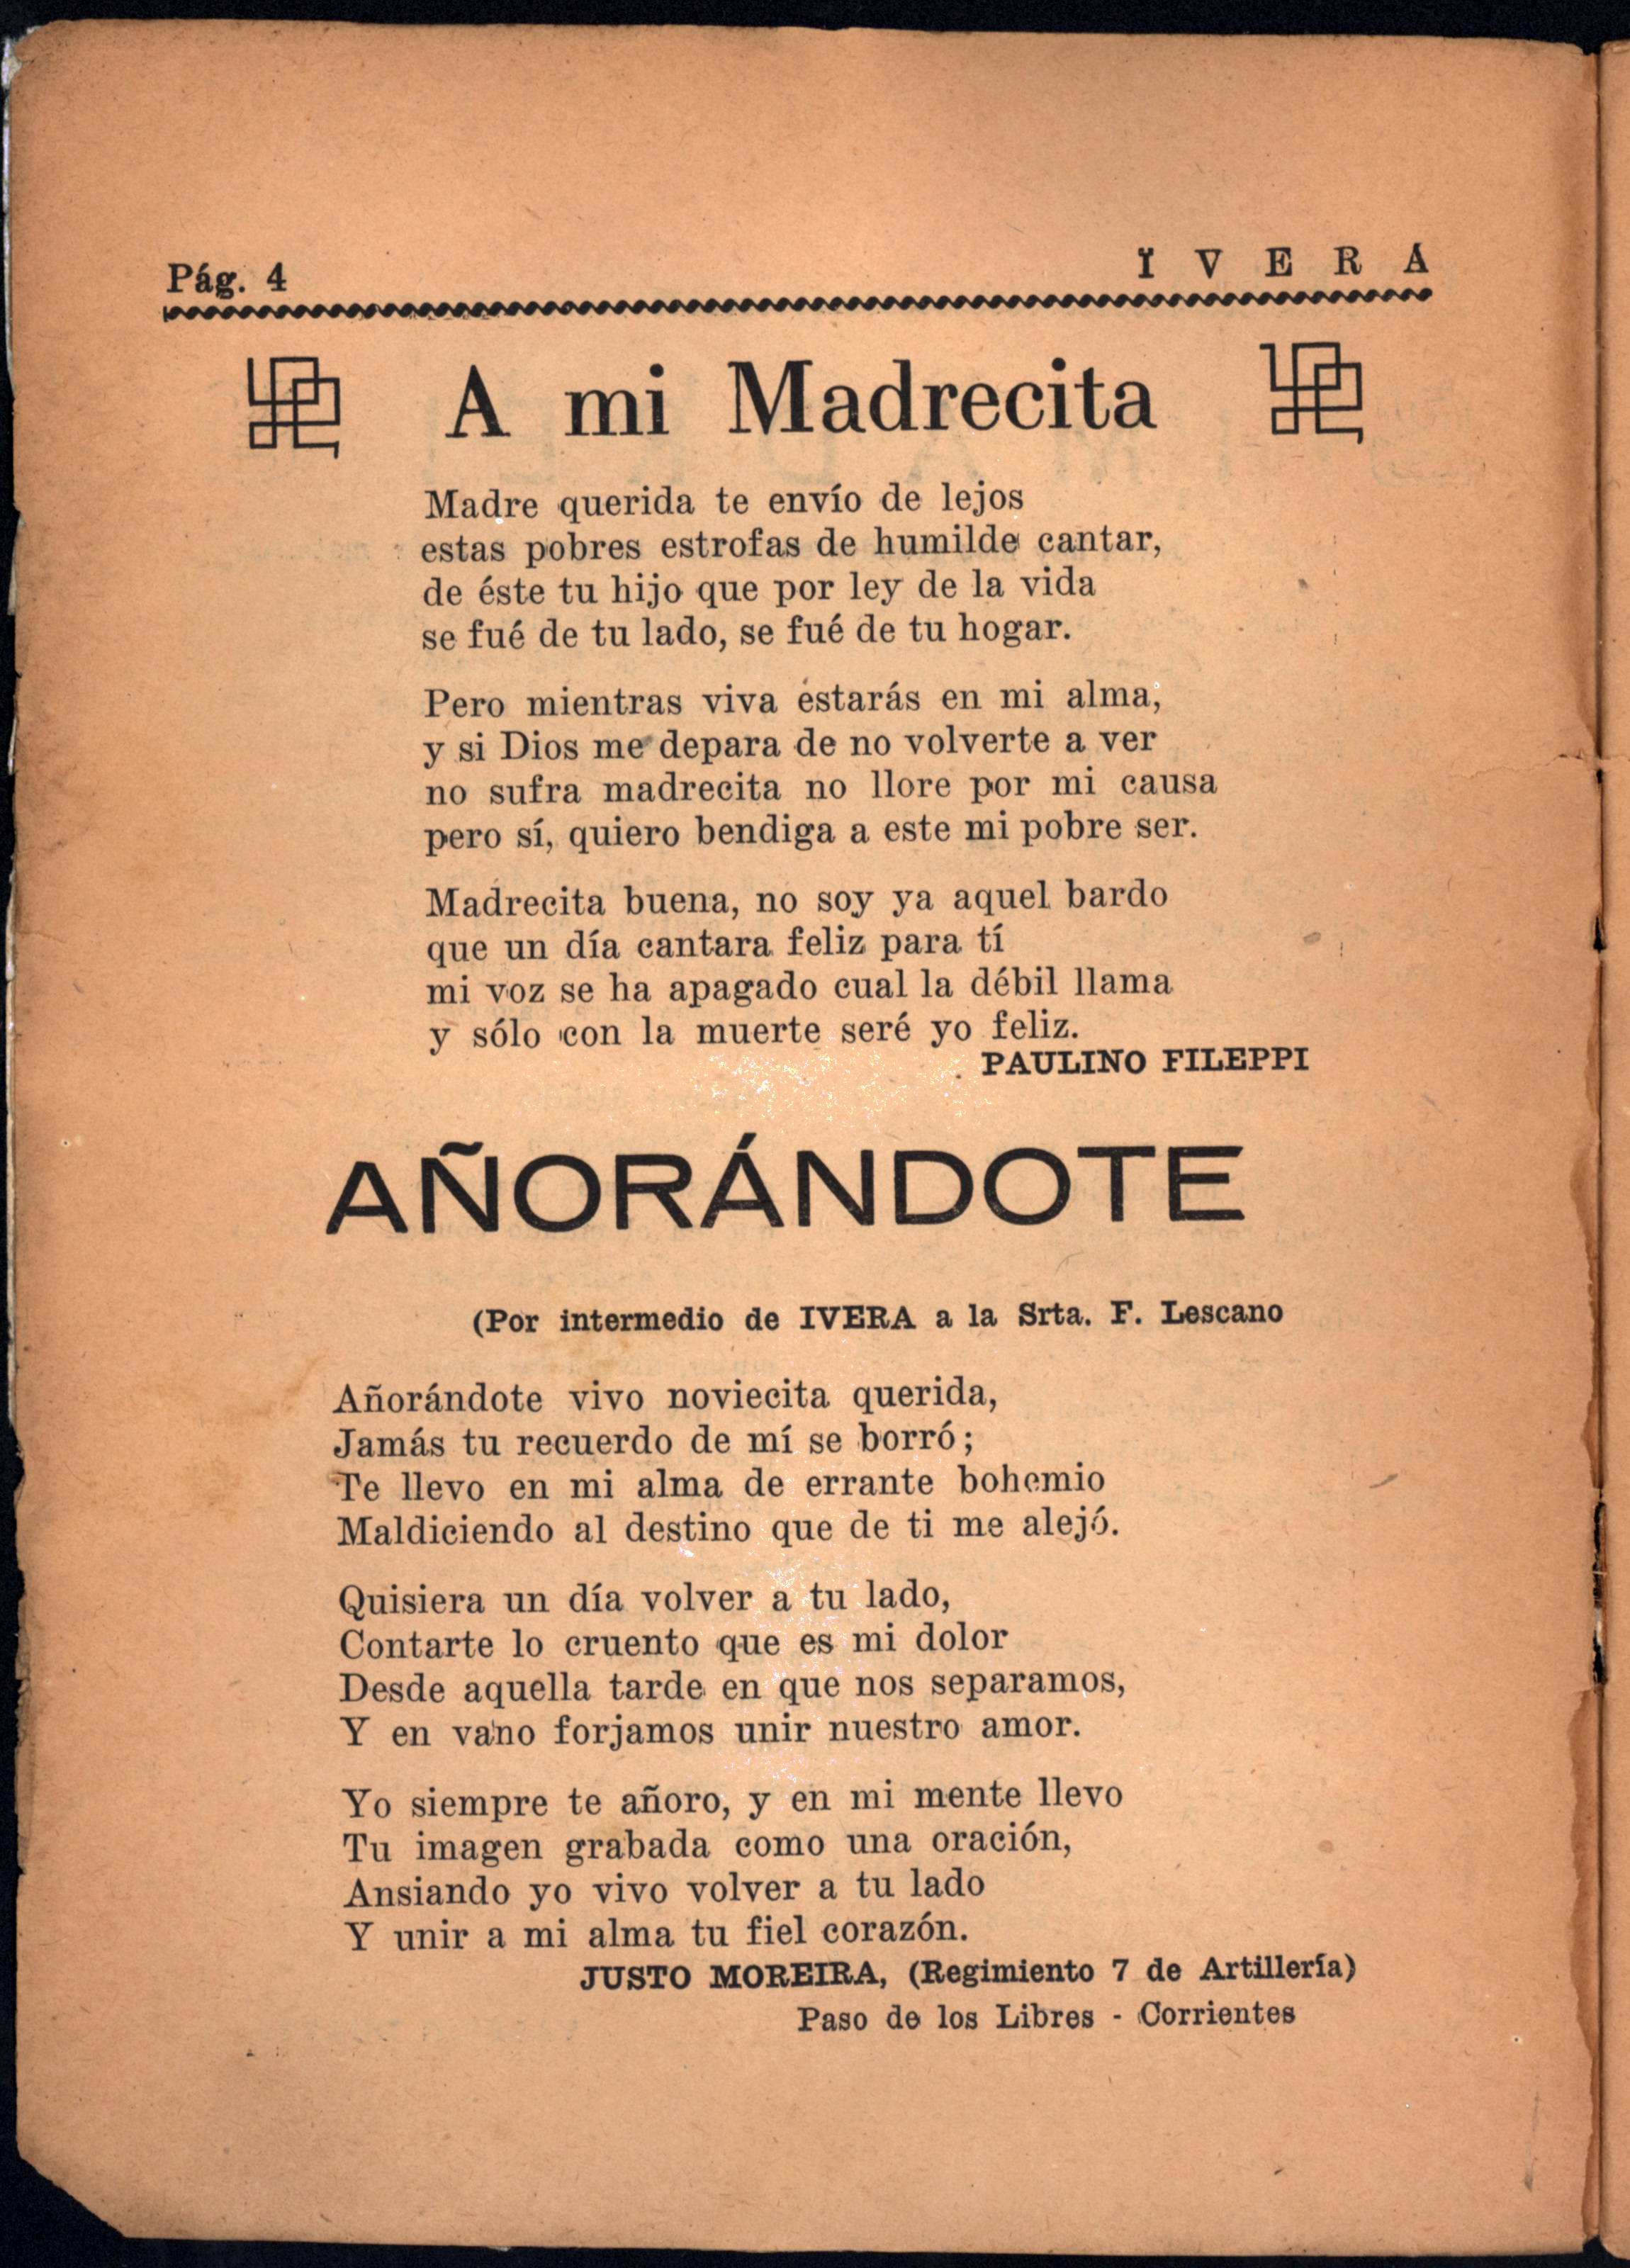 Pág. 4
Ï V E R A
A mi Madrecita
Madre querida te envío de lejos
estas pobres estrofas de humilde cantar,
de éste tu hijo que por ley de la vida
se fué de tu lado, se fué de tu hogar.
Pero mientras viva estarás en mi alma,
y si Dios me depara de no volverte a ver
no sufra madrecita no llore por mi causa
pero sí, quiero bendiga a este mi pobre ser.
Madrecita buena, no soy ya aquel bardo
que un día cantara feliz para tí
mi voz se ha apagado cual la débil llama
y sólo con la muerte seré yo feliz.
PAULINO FILEPPI
AÑORÁNDOTE
(Por intermedio de IVERA a la Srta. F. Lescano
Añorándote vivo noviecita querida,
Jamás tu recuerdo de mí se borró;
Te llevo en mi alma de errante bohemio
Maldiciendo al destino que de ti me alejó.
Quisiera un día volver a tu lado,
Contarte lo cruento que es mi dolor
Desde aquella tarde en que nos separamos,
Y en vano forjamos unir nuestro amor.
Yo siempre te añoro, y en mi mente llevo
Tu imagen grabada como una oración,
Ansiando yo vivo volver a tu lado
Y unir a mi alma tu fiel corazón.
JUSTO MOREIRA, (Regimiento 7 de Artillería)
Paso de los Libres - Corrientes